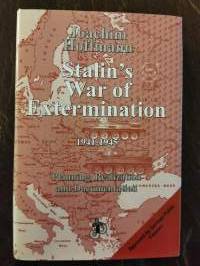 Joachim
Hoffmann
Stalin's
War of
Extermination
1941-1945
Planning, Realization
and Documentation